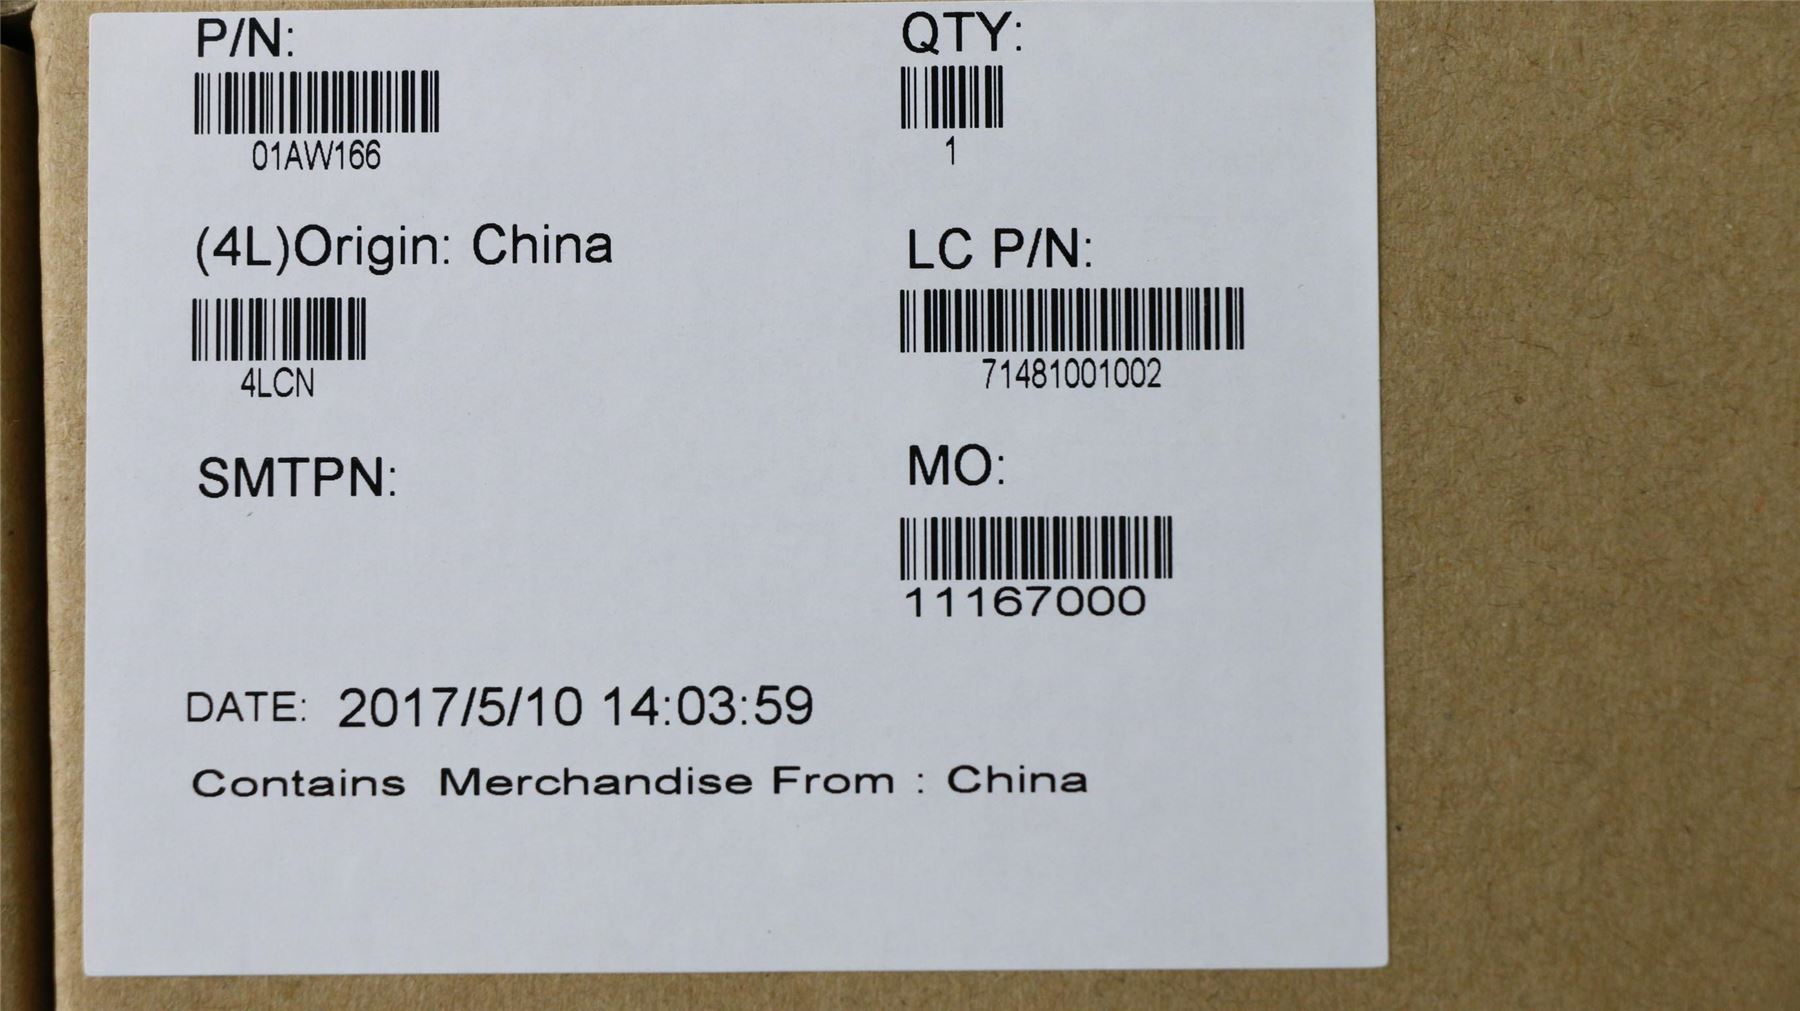 P/N:
QTY:
01AW166
1
(4L)Origin: China
LC P/N:
4LCN
71481001002
SMTPN:
MO:
11167000
DATE: 2017/5/10 14:03:59
Contains Merchandise From : China